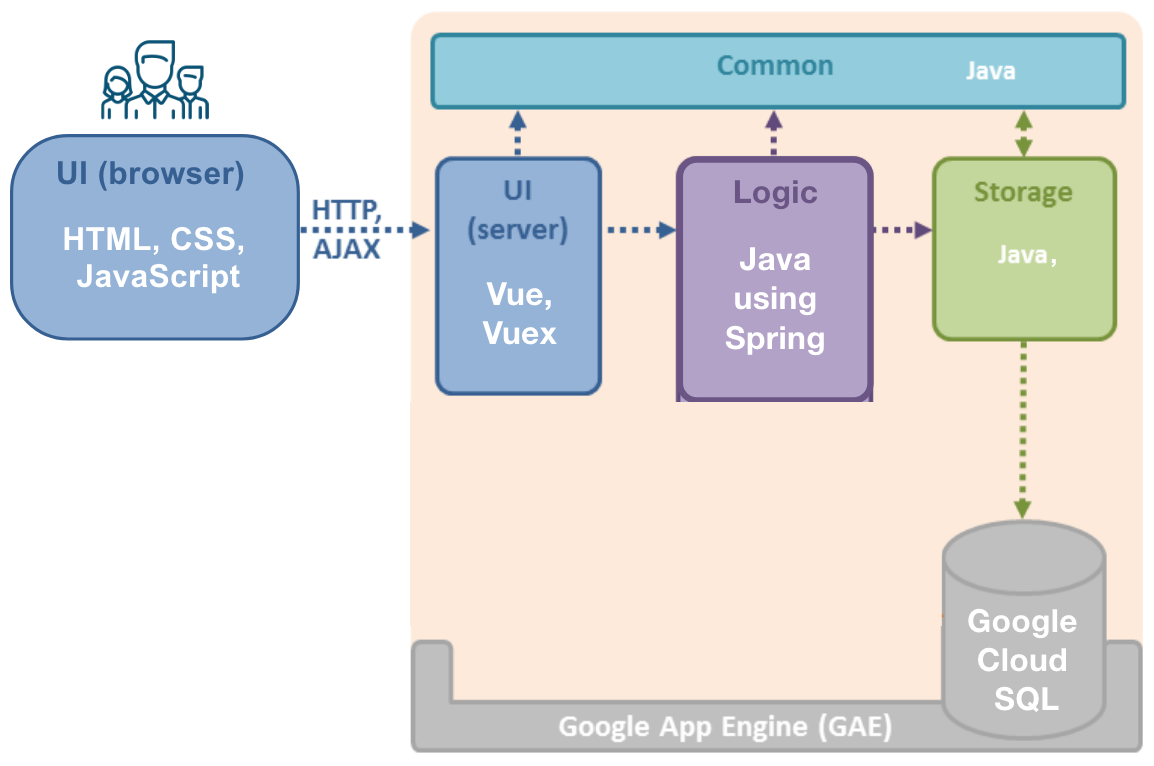 Common
Java
UI (browser)
HTML, CSS,
JavaScript
HTTP,
AJAX
UI
(server)
Vue,
Vuex
Logic
Java
using
Spring
Storage
Java,
Google
Cloud
SQL
Google App Engine (GAE)